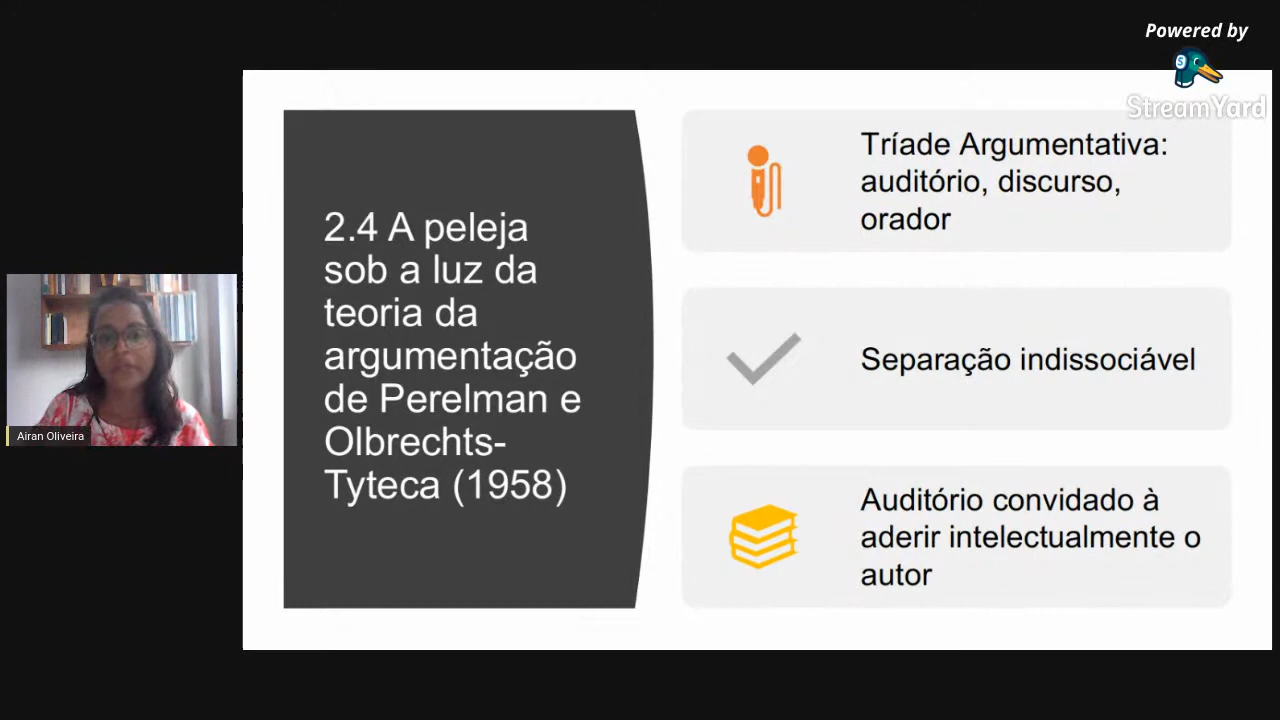 Powered by
StreamYard
2.4 A peleja
sob a luz da
teoria da
argumentação
de Perelman e
Olbrechts-
Tyteca (1958)
Tríade Argumentativa:
auditório, discurso,
orador
Separação indissociável
Auditório convidado à
aderir intelectualmente o
autor
Airan Oliveira